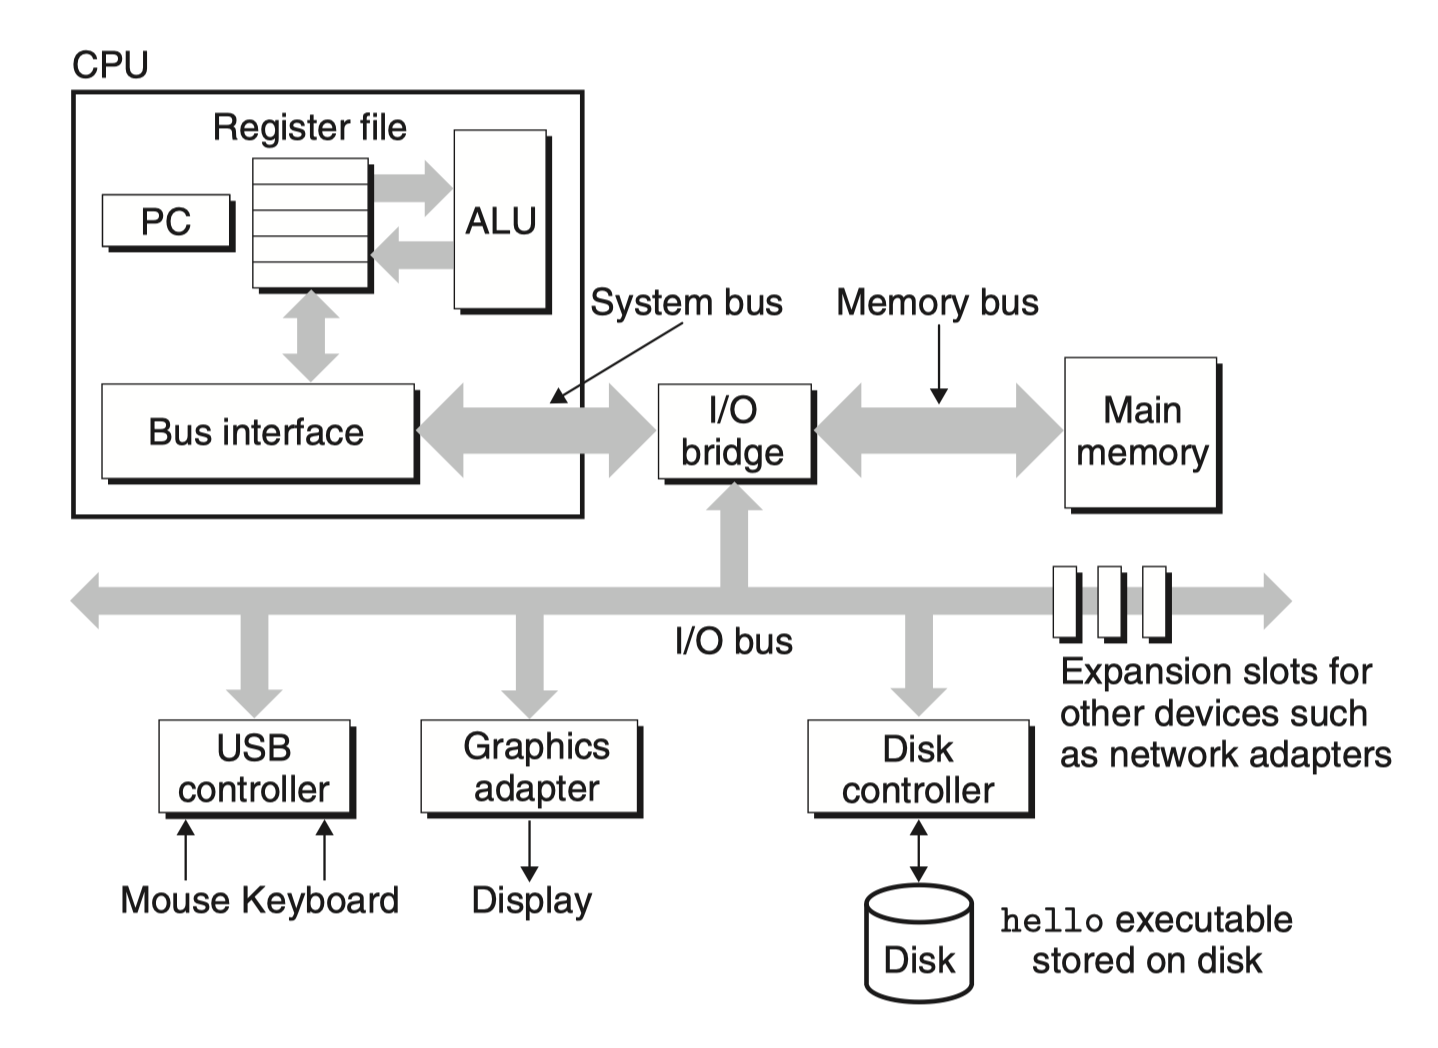 CPU
Register file
PC
ALU
System bus
Memory bus
Bus interface
I/O
bridge
Main
memory
I/O bus
Expansion slots for
other devices such
as network adapters
USB
controller
Graphics
adapter
Disk
controller
Mouse
Keyboard
Display
Disk
hello executable
stored on disk